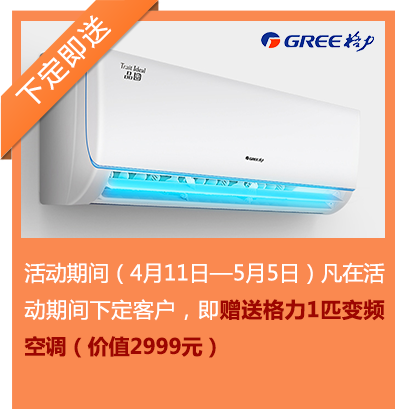 下定即送
GREE格力
Trait Ideal
品圆
GREE格力
活动期间（4月11日—5月5日）凡在活
动期间下定客户，即赠送格力1匹变频
空调（价值2999元）